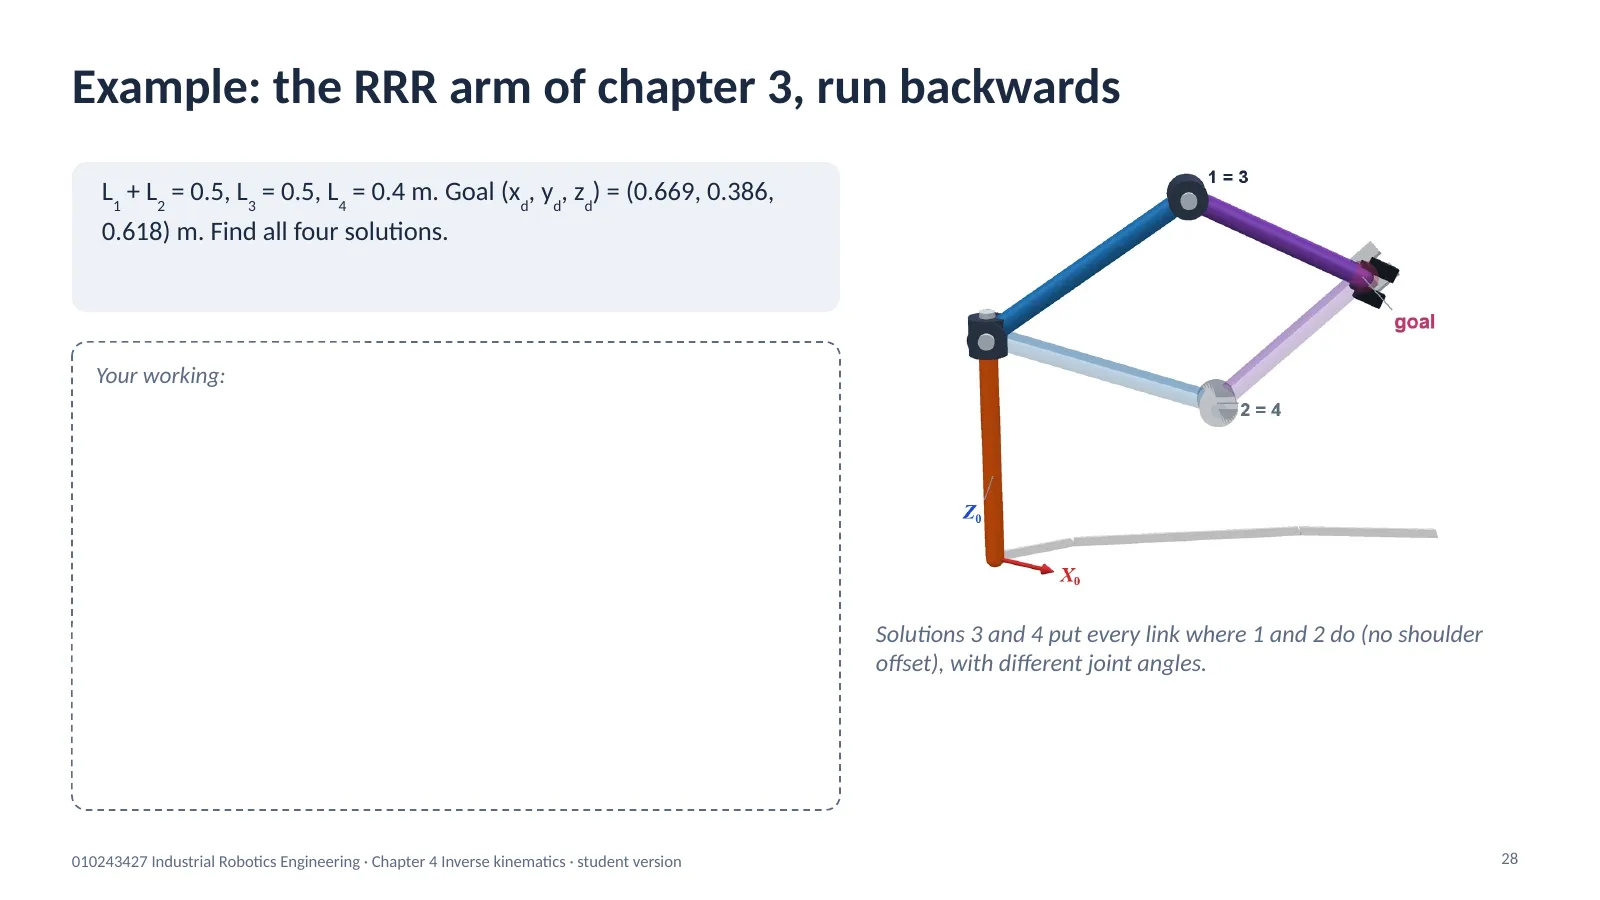 Example: the RRR arm of chapter 3, run backwards
L₁ + L₂ = 0.5, L₃ = 0.5, L₄ = 0.4 m. Goal (x_d, y_d, z_d) = (0.669, 0.386,
0.618) m. Find all four solutions.
Your working:
1 = 3
goal
2 = 4
Z₀
X₀
Solutions 3 and 4 put every link where 1 and 2 do (no shoulder
offset), with different joint angles.
010243427 Industrial Robotics Engineering · Chapter 4 Inverse kinematics · student version
28